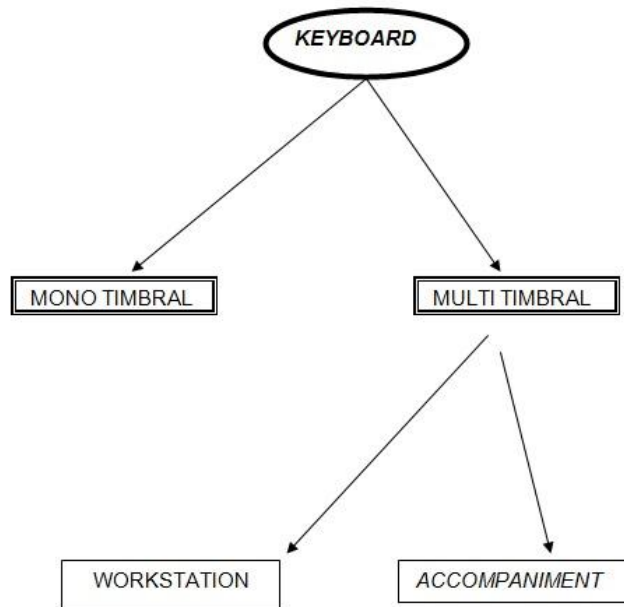 KEYBOARD
MONO TIMBRAL
MULTI TIMBRAL
WORKSTATION
ACCOMPANIMENT